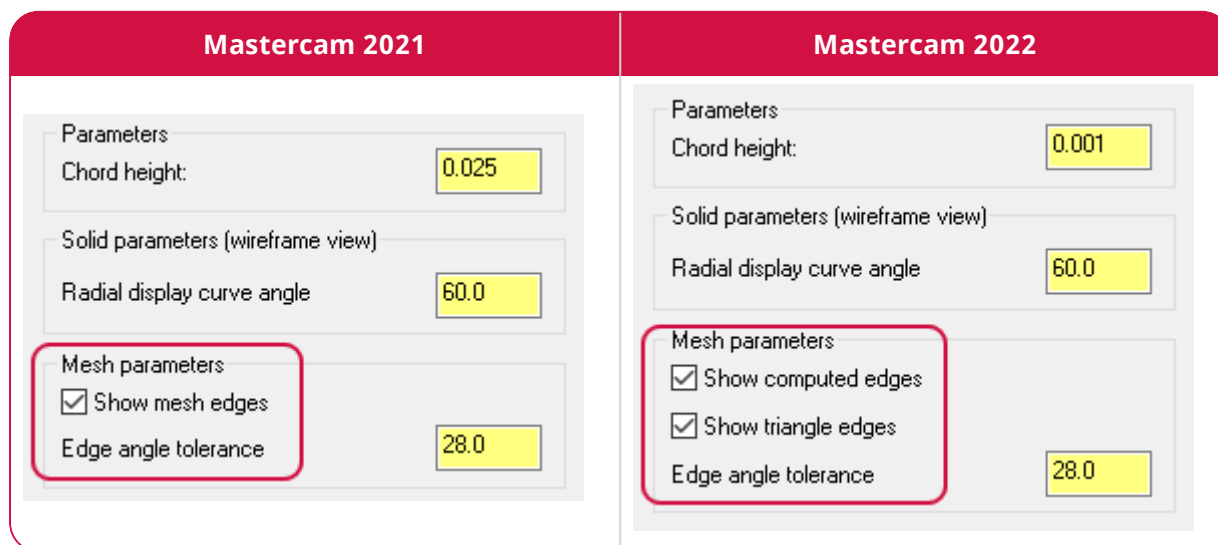 Mastercam 2021
Parameters
Chord height: 0.025
Solid parameters (wireframe view)
Radial display curve angle 60.0
Mesh parameters
Show mesh edges
Edge angle tolerance 28.0
Mastercam 2022
Parameters
Chord height: 0.001
Solid parameters (wireframe view)
Radial display curve angle 60.0
Mesh parameters
Show computed edges
Show triangle edges
Edge angle tolerance 28.0